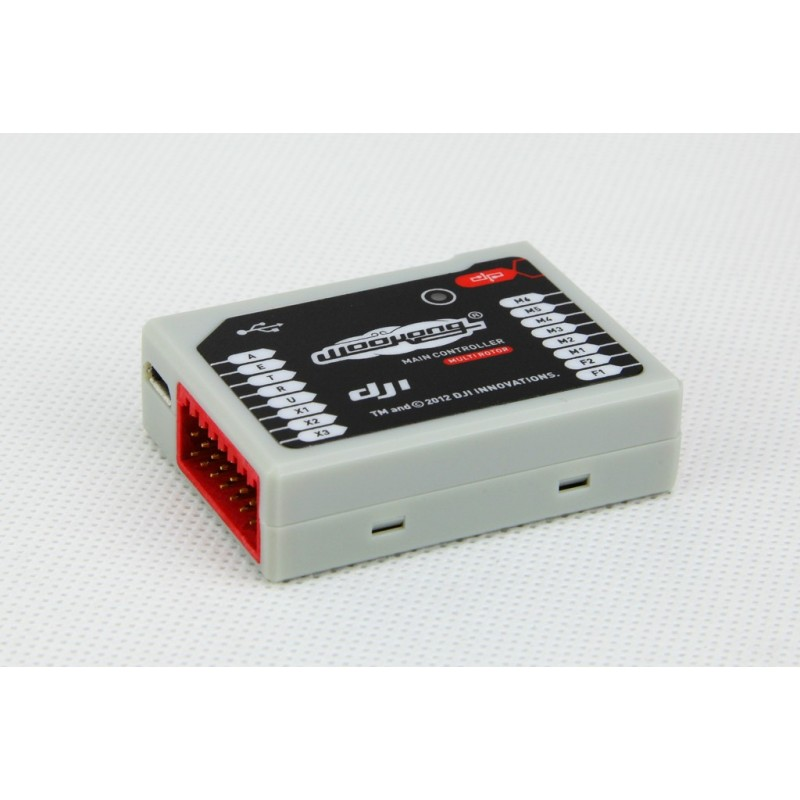 A
E
T
R
U
X1
X2
X3
WOOKONG®
MAIN CONTROLLER
MULTI ROTOR
dji
TM and © 2012 DJI INNOVATIONS.
M6
M5
M4
M3
M2
M1
F2
F1